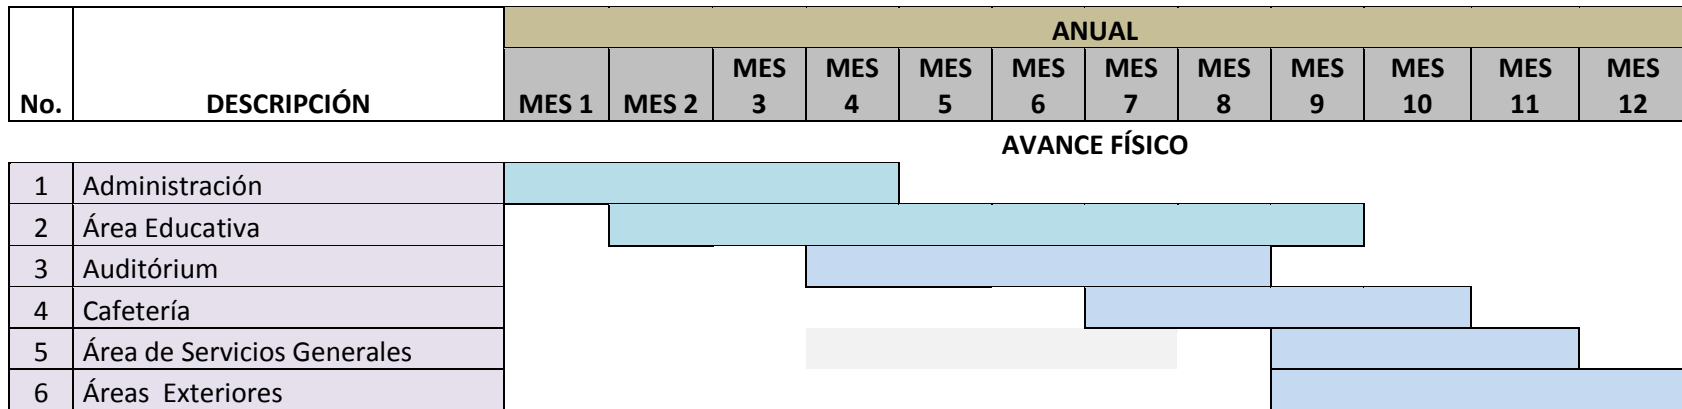 ANUAL
No. DESCRIPCIÓN MES 1 MES 2 MES 3 MES 4 MES 5 MES 6 MES 7 MES 8 MES 9 MES 10 MES 11 MES 12
AVANCE FÍSICO
1 Administración
2 Área Educativa
3 Auditórium
4 Cafetería
5 Área de Servicios Generales
6 Áreas Exteriores